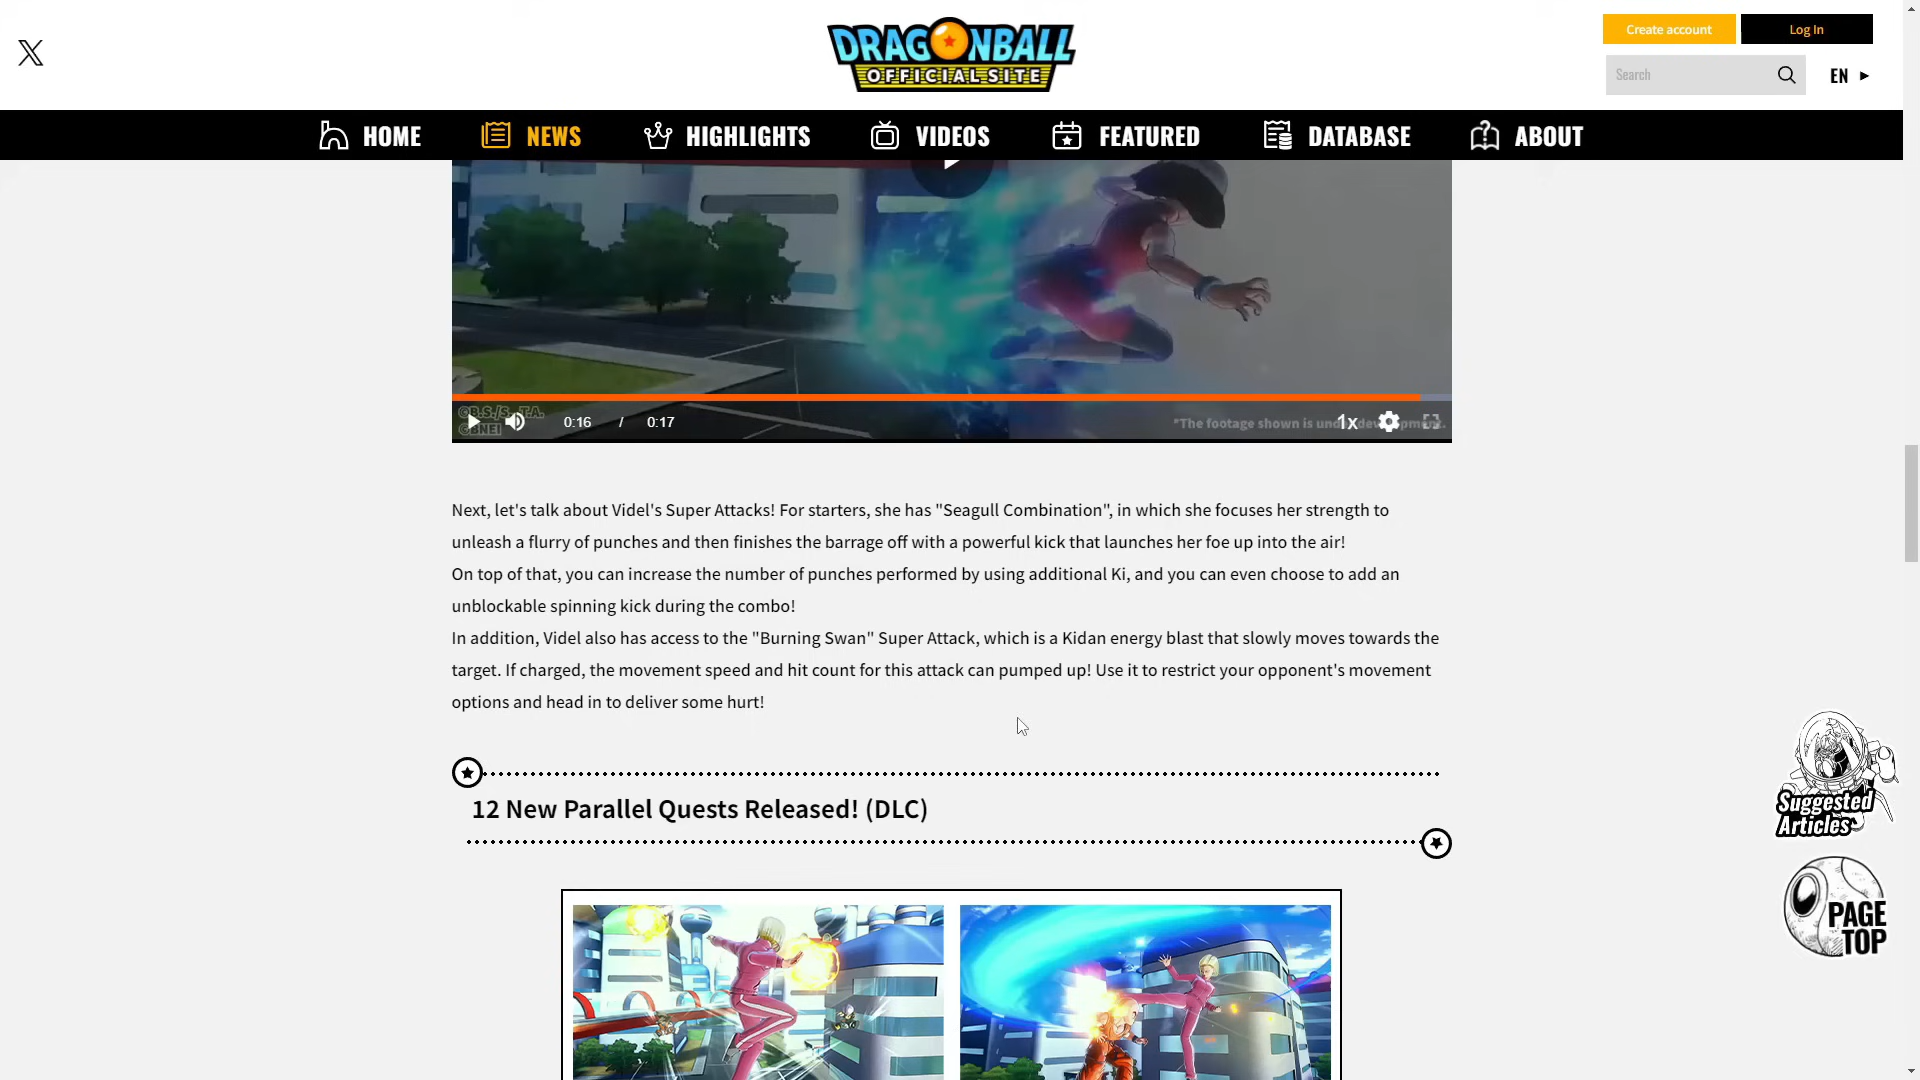 DRAGONBALL
OFFICIAL SITE
Create account
Log In
Search
EN
HOME
NEWS
HIGHLIGHTS
VIDEOS
FEATURED
DATABASE
ABOUT
©B.S./S., T.A.
©BNEI
0:16 / 0:17
*The footage shown is under development.
1x
Next, let's talk about Videl's Super Attacks! For starters, she has "Seagull Combination", in which she focuses her strength to
unleash a flurry of punches and then finishes the barrage off with a powerful kick that launches her foe up into the air!
On top of that, you can increase the number of punches performed by using additional Ki, and you can even choose to add an
unblockable spinning kick during the combo!
In addition, Videl also has access to the "Burning Swan" Super Attack, which is a Kidan energy blast that slowly moves towards the
target. If charged, the movement speed and hit count for this attack can pumped up! Use it to restrict your opponent's movement
options and head in to deliver some hurt!
12 New Parallel Quests Released! (DLC)
Suggested
Articles
PAGE
TOP